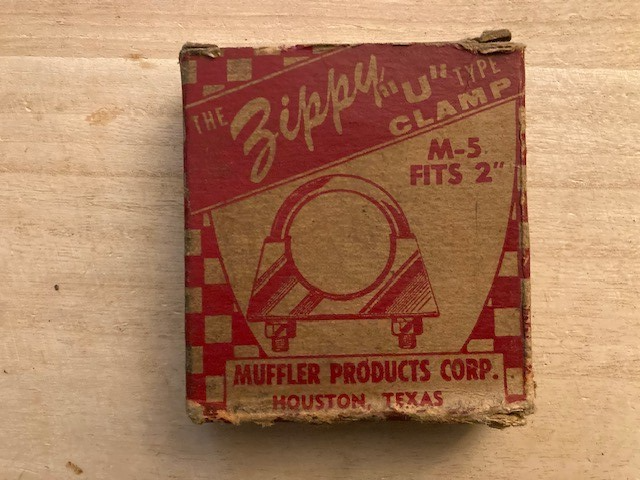 THE Zippy "U" TYPE
CLAMP
M-5
FITS 2"
MUFFLER PRODUCTS CORP.
HOUSTON, TEXAS